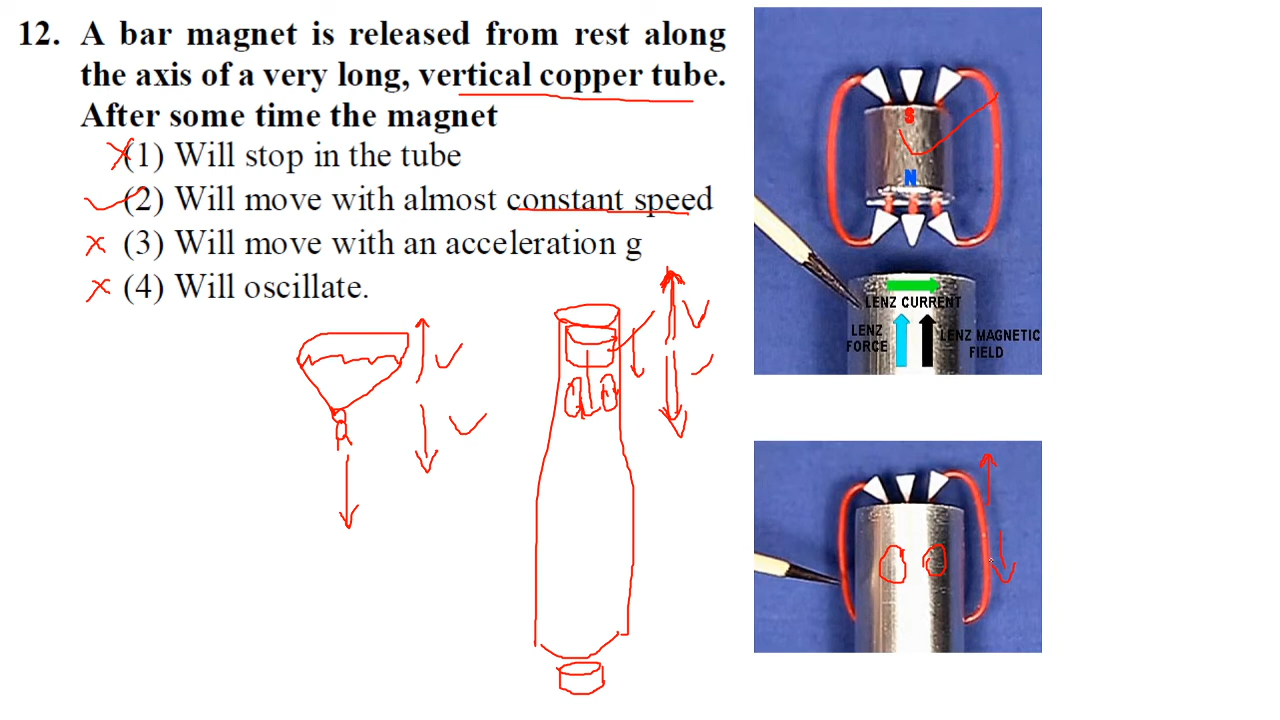 12. A bar magnet is released from rest along
the axis of a very long, vertical copper tube.
After some time the magnet
(1) Will stop in the tube
(2) Will move with almost constant speed
(3) Will move with an acceleration g
(4) Will oscillate.
S
N
LENZ CURRENT
LENZ
FORCE
LENZ MAGNETIC
FIELD